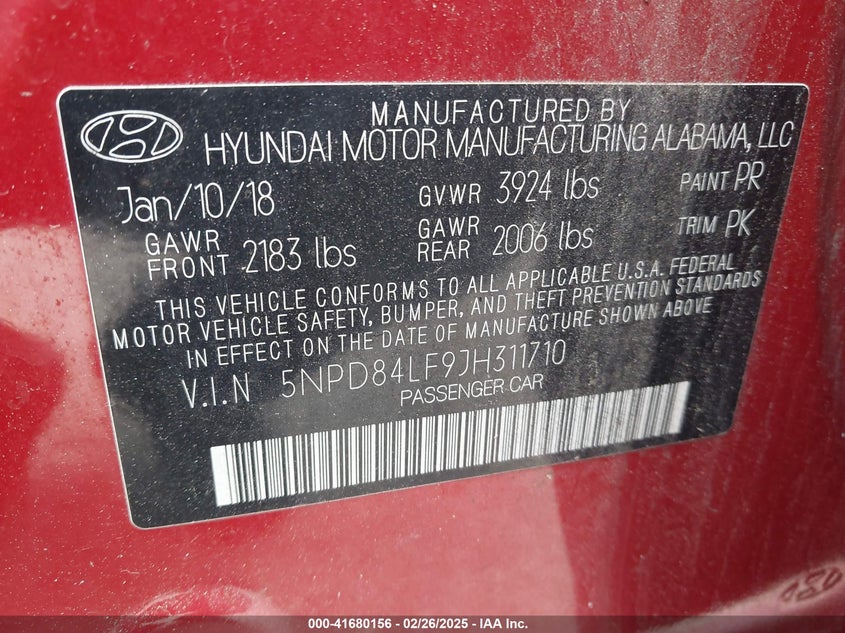 MANUFACTURED BY
HYUNDAI MOTOR MANUFACTURING ALABAMA, LLC
Jan/10/18 GVWR 3924 lbs PAINT PR
GAWR FRONT 2183 lbs GAWR REAR 2006 lbs TRIM PK
THIS VEHICLE CONFORMS TO ALL APPLICABLE U.S.A. FEDERAL
MOTOR VEHICLE SAFETY, BUMPER, AND THEFT PREVENTION STANDARDS
IN EFFECT ON THE DATE OF MANUFACTURE SHOWN ABOVE
V.I.N 5NPD84LF9JH311710
PASSENGER CAR
000-41680156 - 02/26/2025 - IAA Inc.